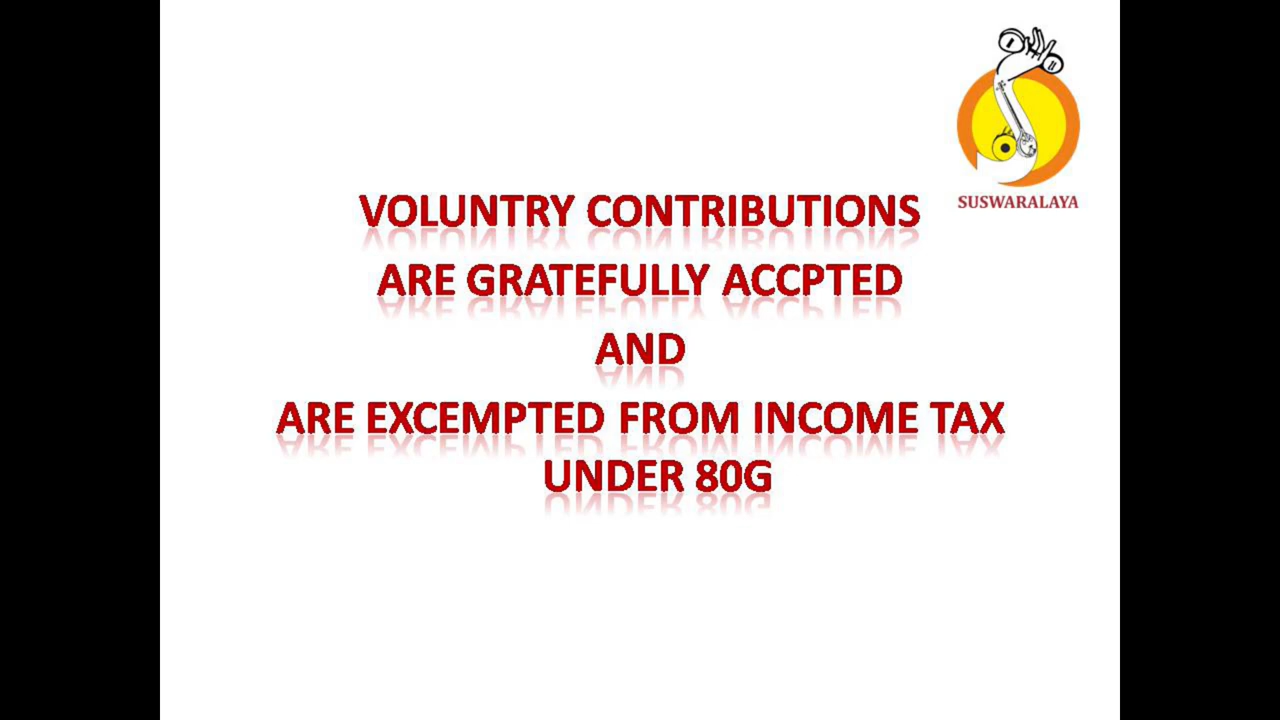 SUSWARALAYA
VOLUNTRY CONTRIBUTIONS
ARE GRATEFULLY ACCPTED
AND
ARE EXCEMPTED FROM INCOME TAX
UNDER 80G